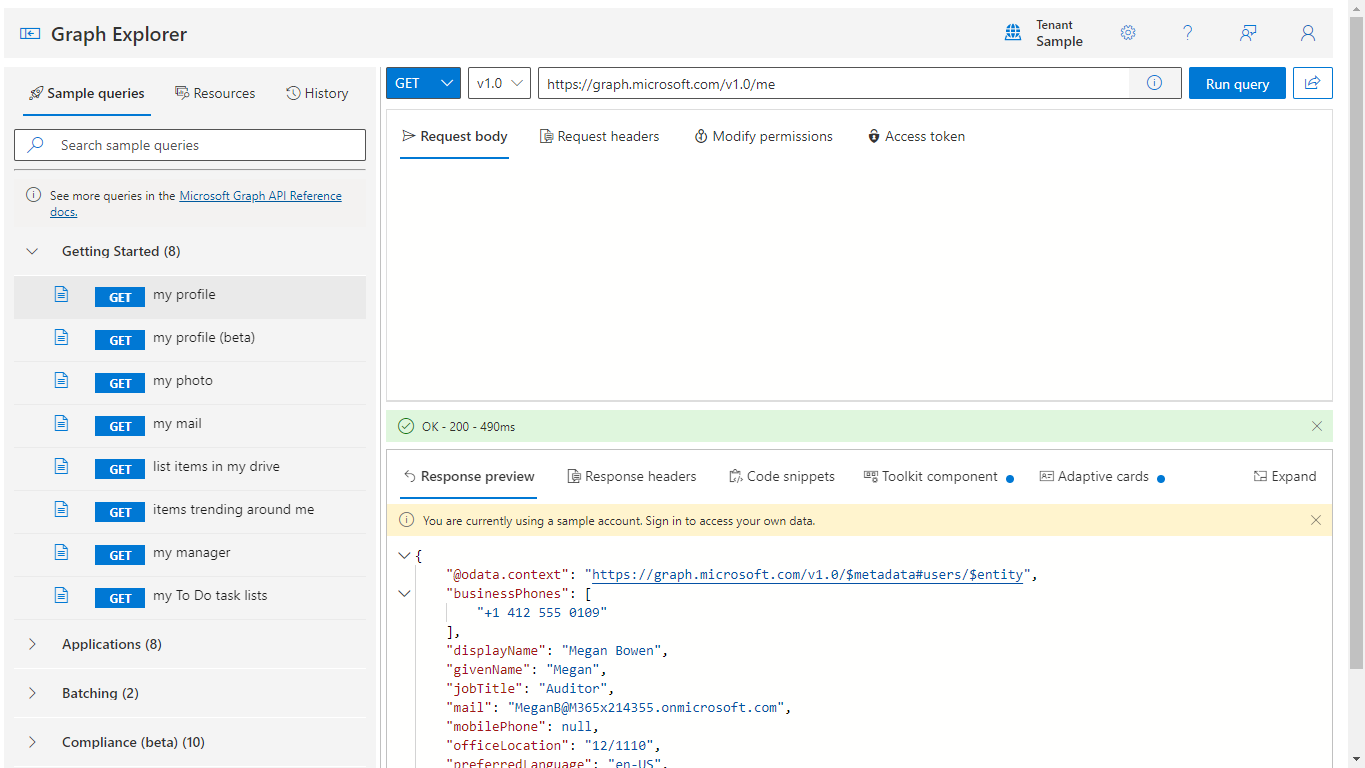 Graph Explorer
Tenant
Sample
Sample queries
Resources
History
Search sample queries
See more queries in the Microsoft Graph API Reference
docs.
Getting Started (8)
GET my profile
GET my profile (beta)
GET my photo
GET my mail
GET list items in my drive
GET items trending around me
GET my manager
GET my To Do task lists
Applications (8)
Batching (2)
Compliance (beta) (10)
GET
v1.0
https://graph.microsoft.com/v1.0/me
Run query
Request body
Request headers
Modify permissions
Access token
OK - 200 - 490ms
Response preview
Response headers
Code snippets
Toolkit component
Adaptive cards
Expand
You are currently using a sample account. Sign in to access your own data.
{
"@odata.context": "https://graph.microsoft.com/v1.0/$metadata#users/$entity",
"businessPhones": [
"+1 412 555 0109"
],
"displayName": "Megan Bowen",
"givenName": "Megan",
"jobTitle": "Auditor",
"mail": "MeganB@M365x214355.onmicrosoft.com",
"mobilePhone": null,
"officeLocation": "12/1110",
"preferredLanguage": "en-US",